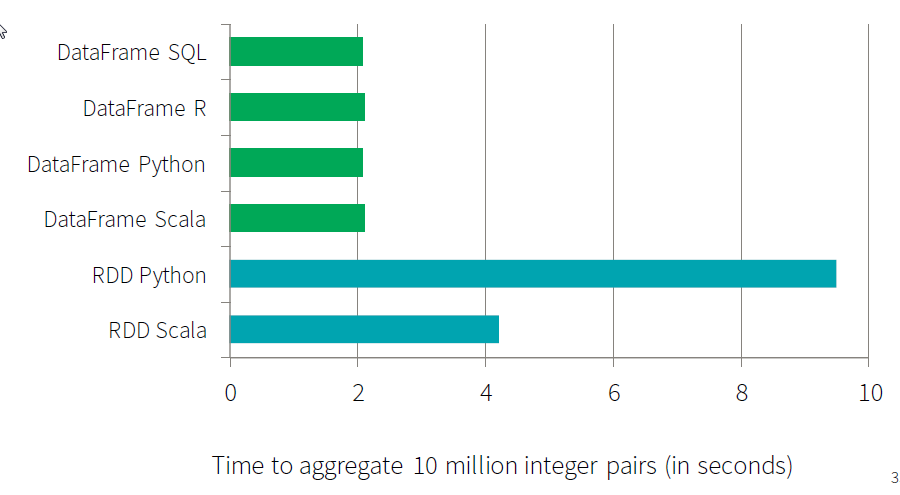 DataFrame SQL
DataFrame R
DataFrame Python
DataFrame Scala
RDD Python
RDD Scala
0 2 4 6 8 10
Time to aggregate 10 million integer pairs (in seconds)
3